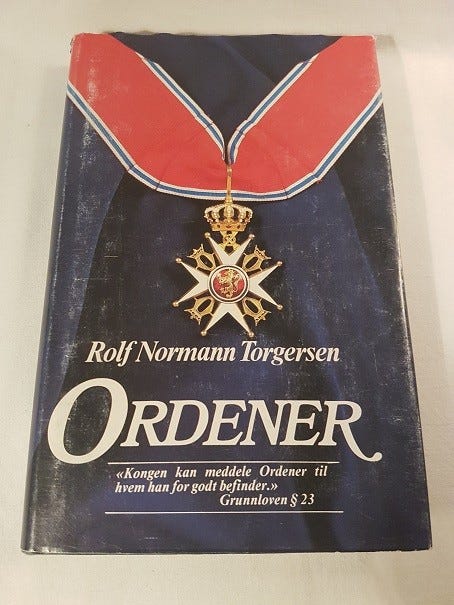 Rolf Normann Torgersen
ORDENER
«Kongen kan meddele Ordener til
hvem han for godt befinder.»
Grunnloven § 23